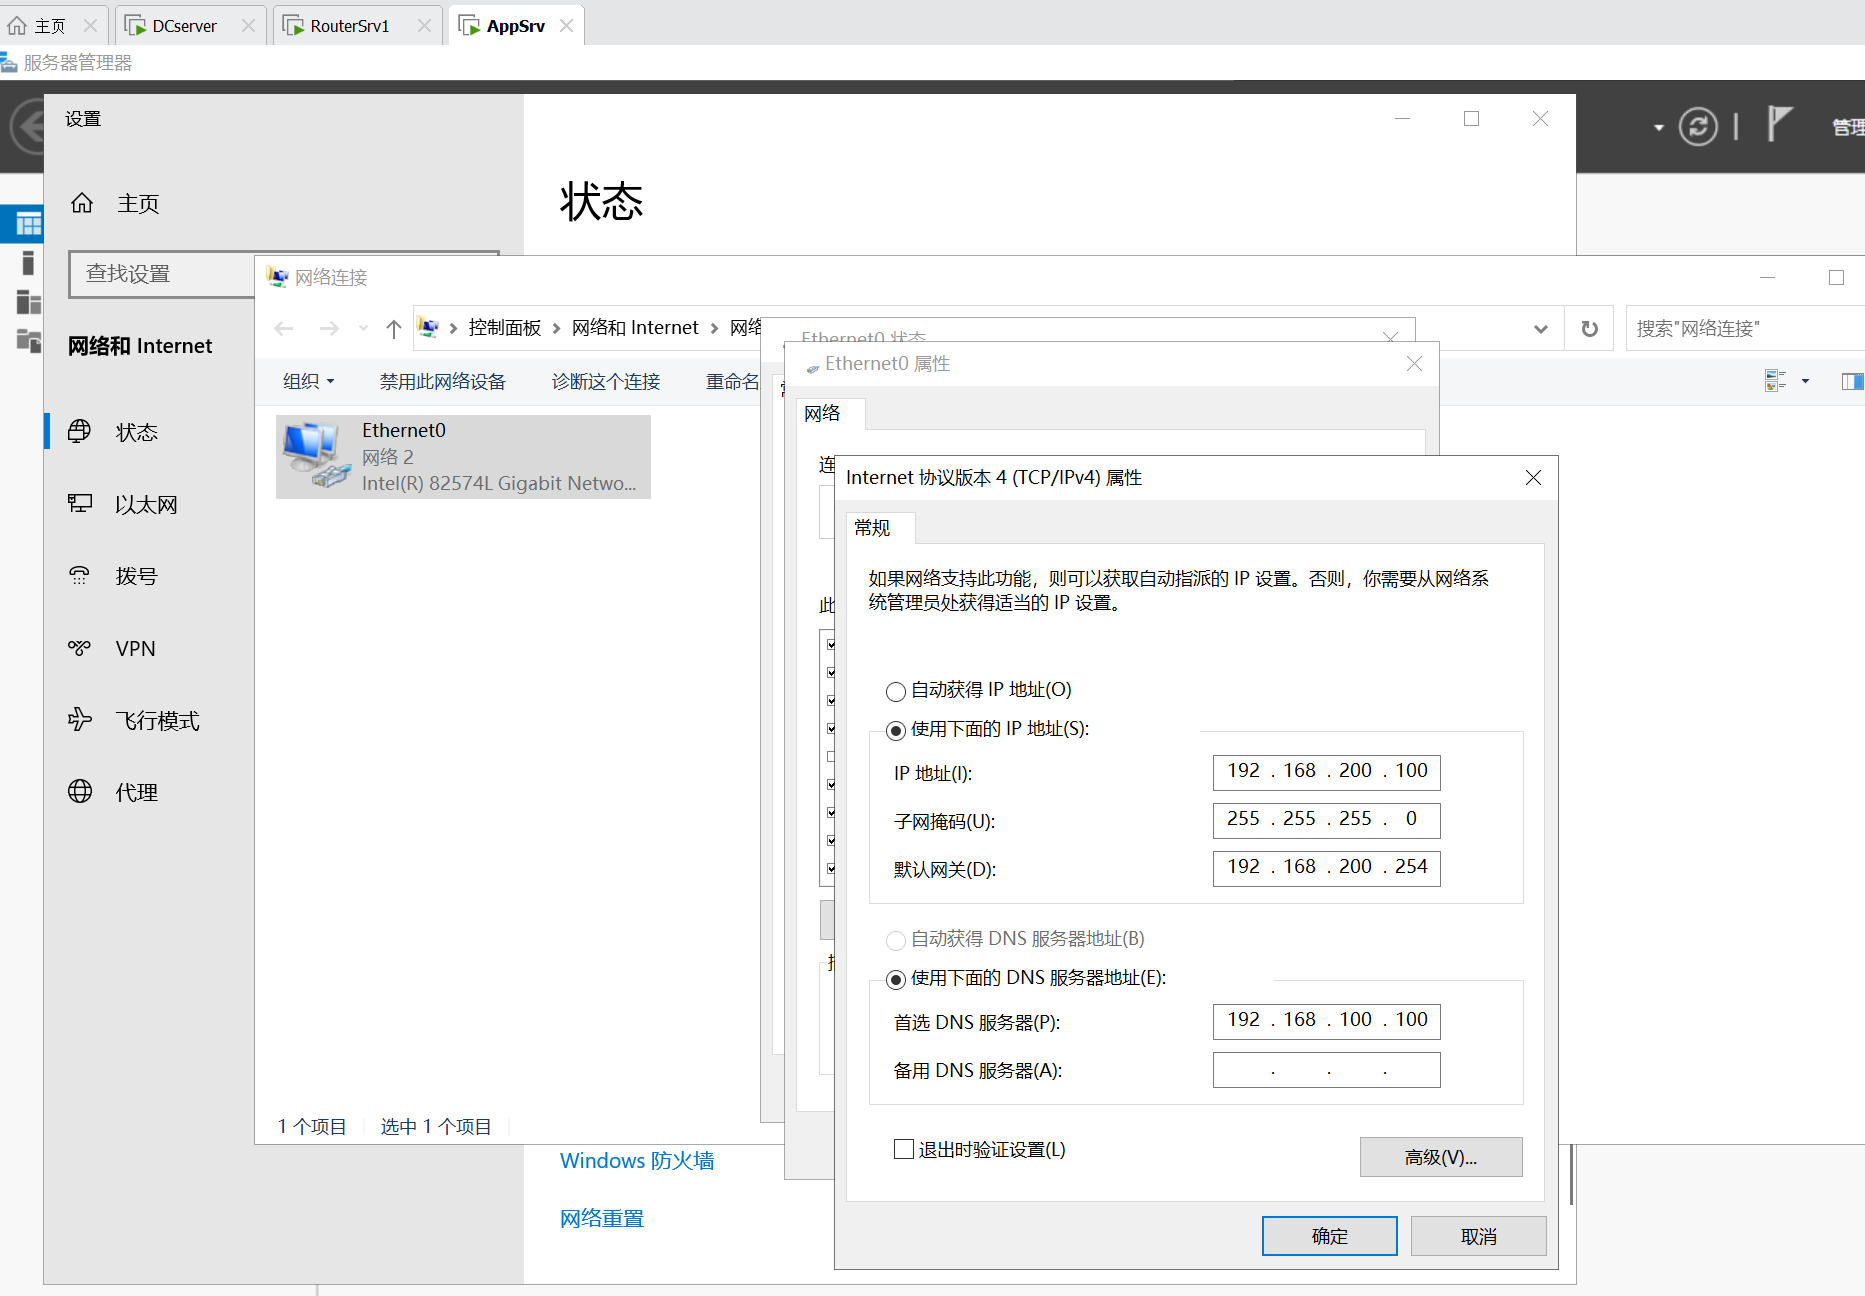 主页
DCserver
RouterSrv1
AppSrv
服务器管理器
管理
设置
主页
查找设置
网络和 Internet
状态
以太网
拨号
VPN
飞行模式
代理
状态
网络连接
控制面板
网络和 Internet
网络
搜索"网络连接"
组织
禁用此网络设备
诊断这个连接
重命名
Ethernet0
网络 2
Intel(R) 82574L Gigabit Netwo...
1 个项目
选中 1 个项目
Windows 防火墙
网络重置
Ethernet0 状态
Ethernet0 属性
网络
连
此
Internet 协议版本 4 (TCP/IPv4) 属性
常规
如果网络支持此功能，则可以获取自动指派的 IP 设置。否则，你需要从网络系
统管理员处获得适当的 IP 设置。
自动获得 IP 地址(O)
使用下面的 IP 地址(S):
IP 地址(I):
192 . 168 . 200 . 100
子网掩码(U):
255 . 255 . 255 . 0
默认网关(D):
192 . 168 . 200 . 254
自动获得 DNS 服务器地址(B)
使用下面的 DNS 服务器地址(E):
首选 DNS 服务器(P):
192 . 168 . 100 . 100
备用 DNS 服务器(A):
. . .
退出时验证设置(L)
高级(V)...
确定
取消